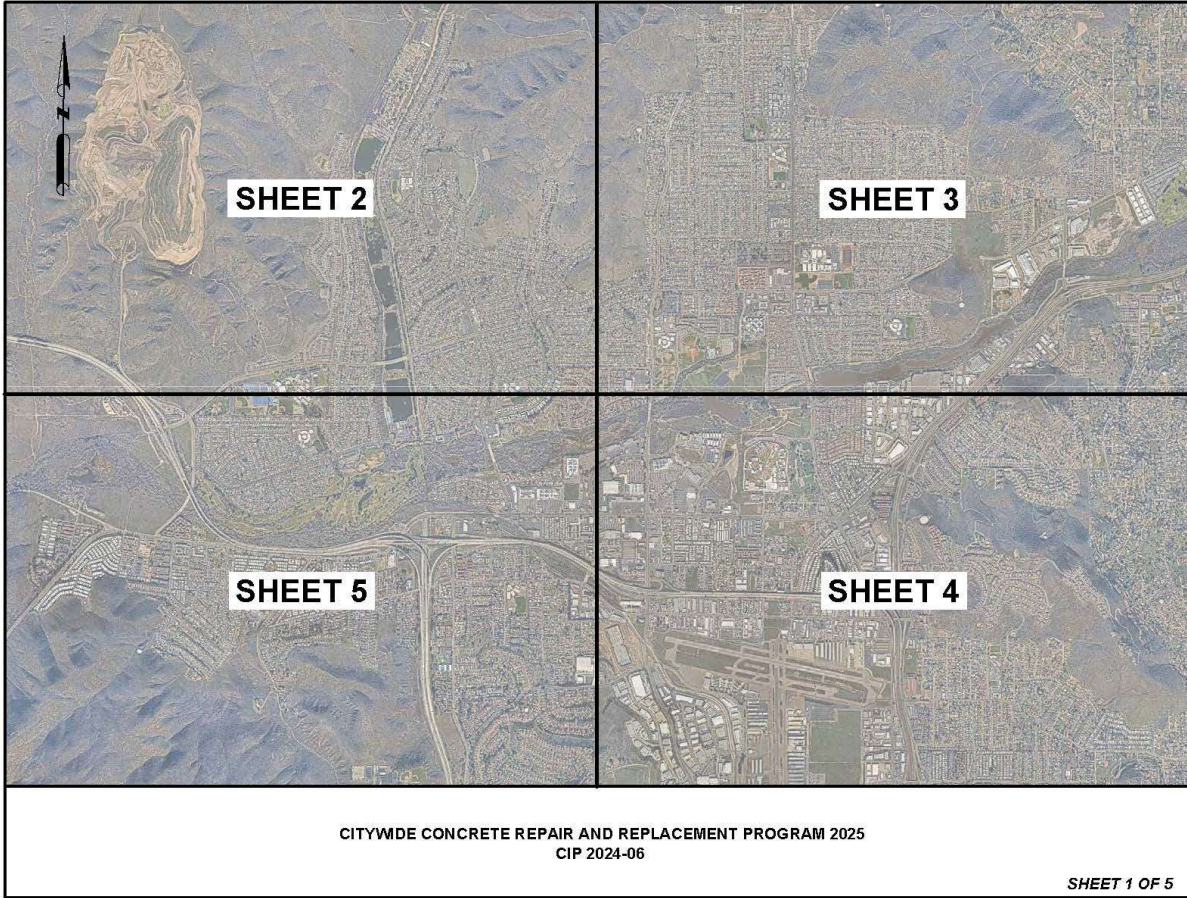 SHEET 2
SHEET 3
SHEET 5
SHEET 4
CITYWIDE CONCRETE REPAIR AND REPLACEMENT PROGRAM 2025
CIP 2024-06
SHEET 1 OF 5